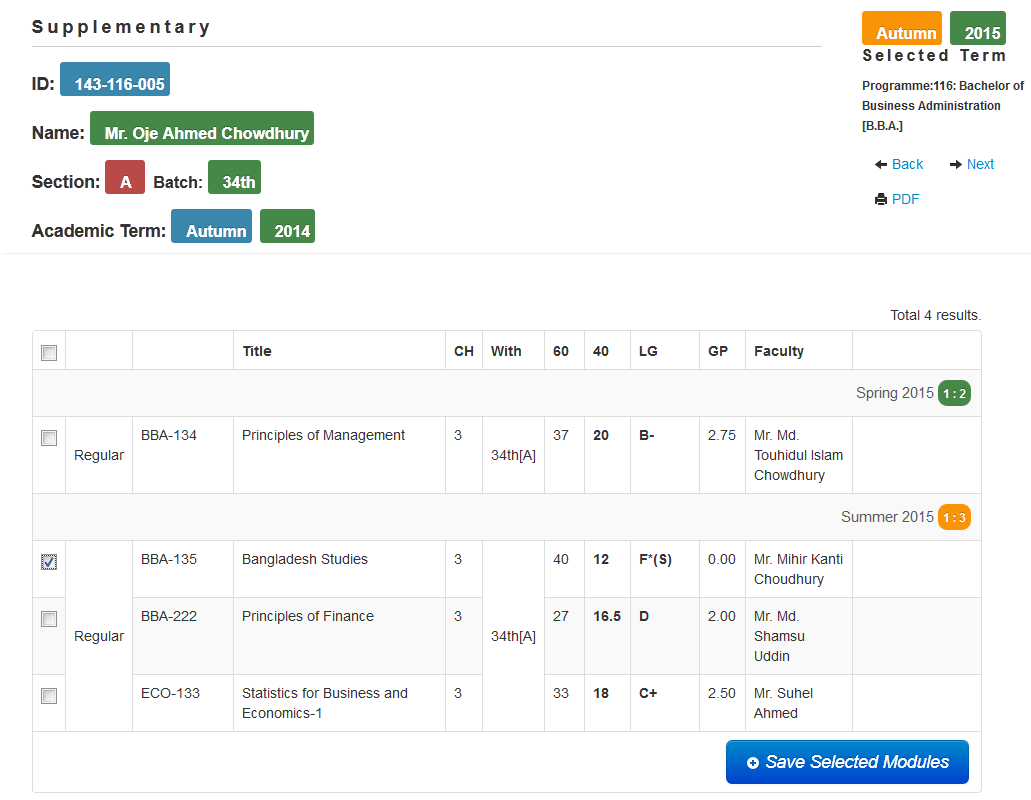 Supplementary
Autumn 2015
Selected Term
Programme:116: Bachelor of
Business Administration
[B.B.A.]
Back Next
PDF
ID: 143-116-005
Name: Mr. Oje Ahmed Chowdhury
Section: A Batch: 34th
Academic Term: Autumn 2014
Total 4 results.
Title CH With 60 40 LG GP Faculty
Spring 2015 1 : 2
Regular BBA-134 Principles of Management 3 34th[A] 37 20 B- 2.75 Mr. Md.
Touhidul Islam
Chowdhury
Summer 2015 1 : 3
Regular BBA-135 Bangladesh Studies 3 34th[A] 40 12 F*(S) 0.00 Mr. Mihir Kanti
Choudhury
BBA-222 Principles of Finance 3 27 16.5 D 2.00 Mr. Md.
Shamsu
Uddin
ECO-133 Statistics for Business and 3 33 18 C+ 2.50 Mr. Suhel
Economics-1 Ahmed
Save Selected Modules